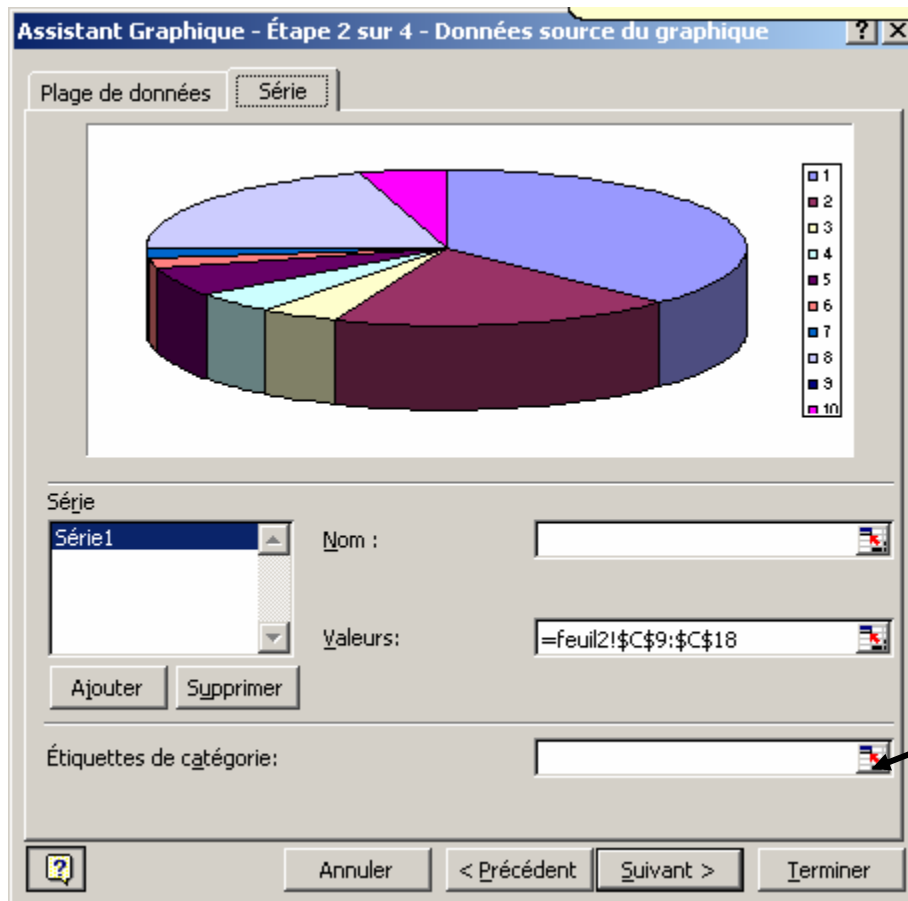 Assistant Graphique - Étape 2 sur 4 - Données source du graphique
Plage de données Série
1
2
3
4
5
6
7
8
9
10
Série
Série1
Nom :
Valeurs: =feuil2!$C$9:$C$18
Ajouter Supprimer
Étiquettes de catégorie:
Annuler < Précédent Suivant > Terminer